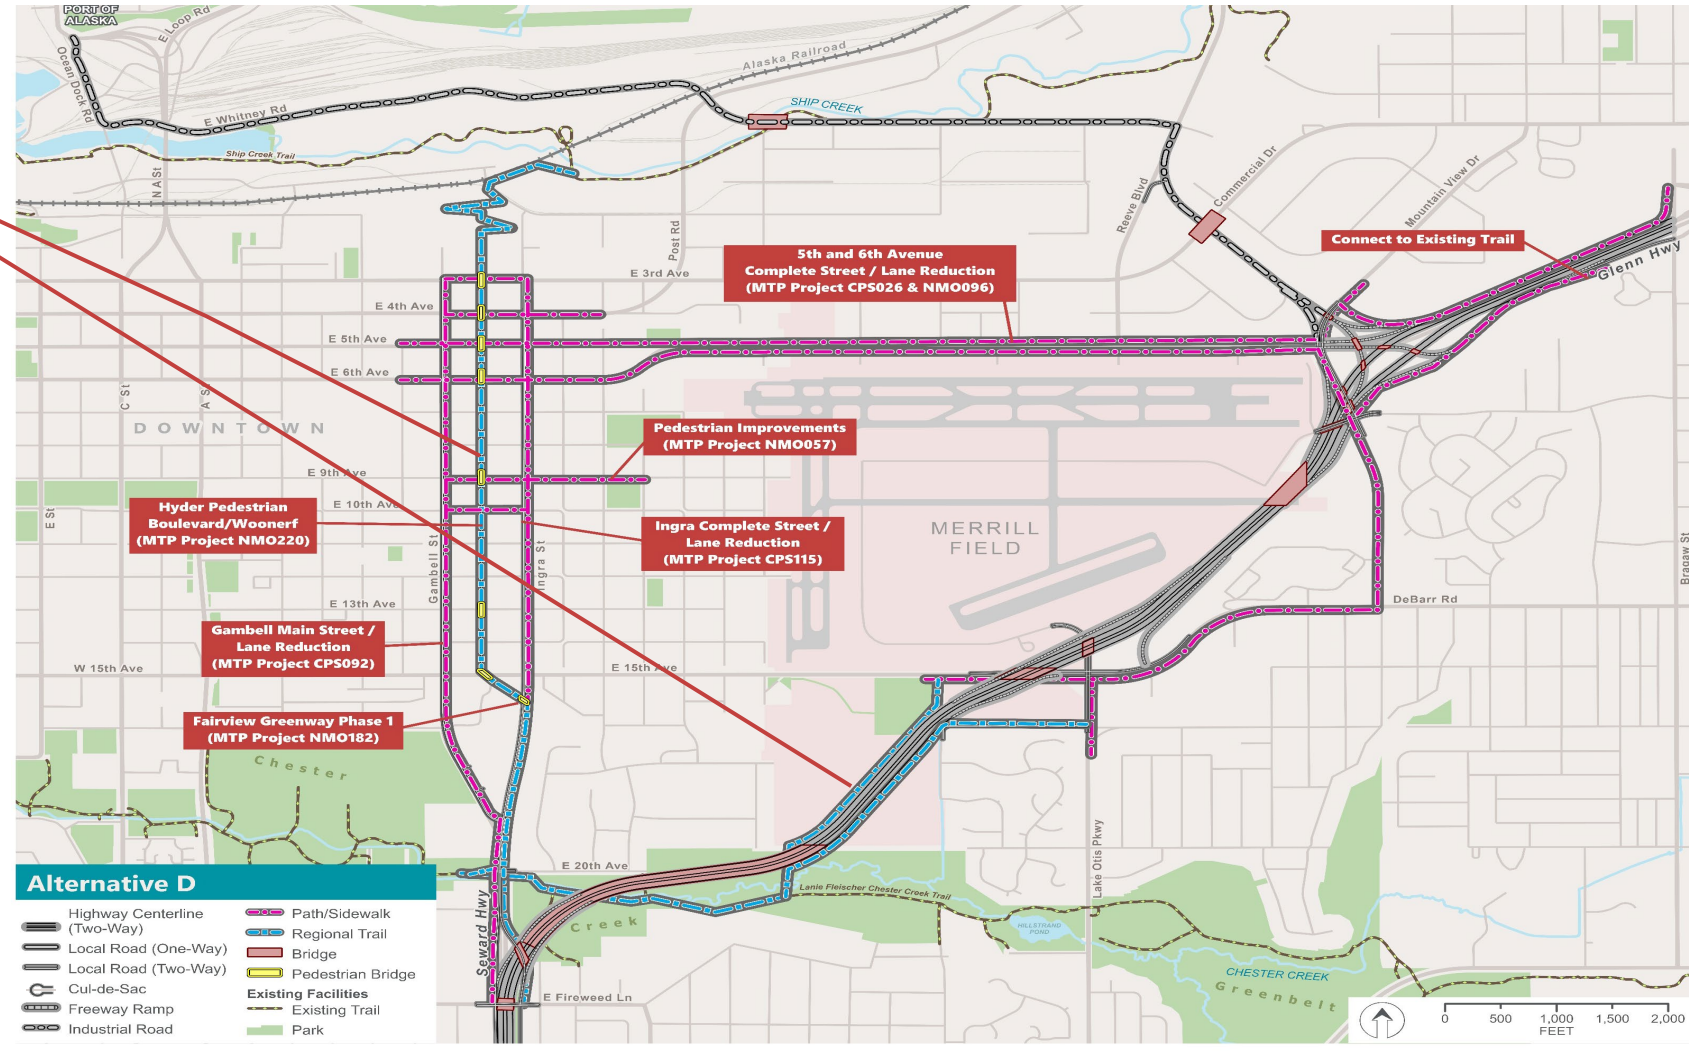 PORT OF
ALASKA
E Loop Rd
Ocean Dock Rd
Alaska Railroad
E Whitney Rd
SHIP CREEK
Ship Creek Trail
N A St
Commercial Dr
Mountain View Dr
Reeve Blvd
Post Rd
Connect to Existing Trail
Glenn Hwy
5th and 6th Avenue
Complete Street / Lane Reduction
(MTP Project CPS026 & NMO096)
E 3rd Ave
E 4th Ave
E 5th Ave
E 6th Ave
C St
A St
DOWNTOWN
Pedestrian Improvements
(MTP Project NMO057)
E 9th Ave
E 10th Ave
Hyder Pedestrian
Boulevard/Woonerf
(MTP Project NMO220)
E St
Ingra Complete Street /
Lane Reduction
(MTP Project CPS115)
MERRILL
FIELD
Gambell St
Ingra St
Bragaw St
E 13th Ave
DeBarr Rd
Gambell Main Street /
Lane Reduction
(MTP Project CPS092)
W 15th Ave
E 15th Ave
Fairview Greenway Phase 1
(MTP Project NMO182)
Chester
Lake Otis Pkwy
E 20th Ave
Lanie Fleischer Chester Creek Trail
Creek
Seward Hwy
HILLSTRAND
POND
CHESTER CREEK
Greenbelt
E Fireweed Ln
Alternative D
Highway Centerline
(Two-Way)
Local Road (One-Way)
Local Road (Two-Way)
Cul-de-Sac
Freeway Ramp
Industrial Road
Path/Sidewalk
Regional Trail
Bridge
Pedestrian Bridge
Existing Facilities
Existing Trail
Park
0 500 1,000 1,500 2,000
FEET